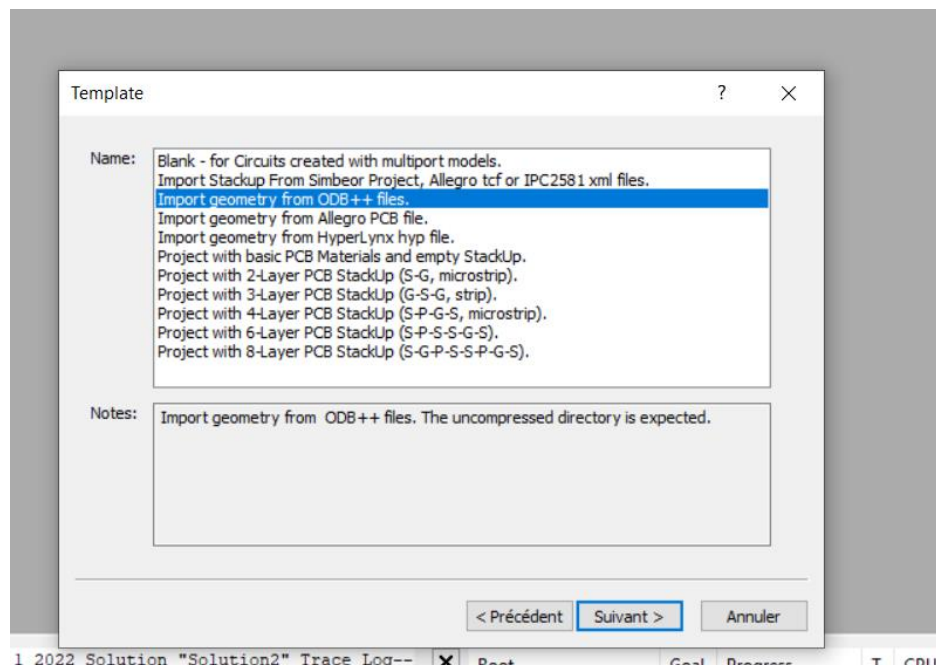 Template
?
Name:
Blank - for Circuits created with multiport models.
Import Stackup From Simbeor Project, Allegro tcf or IPC2581 xml files.
Import geometry from ODB++ files.
Import geometry from Allegro PCB file.
Import geometry from HyperLynx hyp file.
Project with basic PCB Materials and empty StackUp.
Project with 2-Layer PCB StackUp (S-G, microstrip).
Project with 3-Layer PCB StackUp (G-S-G, strip).
Project with 4-Layer PCB StackUp (S-P-G-S, microstrip).
Project with 6-Layer PCB StackUp (S-P-S-S-G-S).
Project with 8-Layer PCB StackUp (S-G-P-S-S-P-G-S).
Notes:
Import geometry from ODB++ files. The uncompressed directory is expected.
< Précédent Suivant > Annuler
1 2022 Solution "Solution2" Trace Log-- Root Goal Progress T CPU